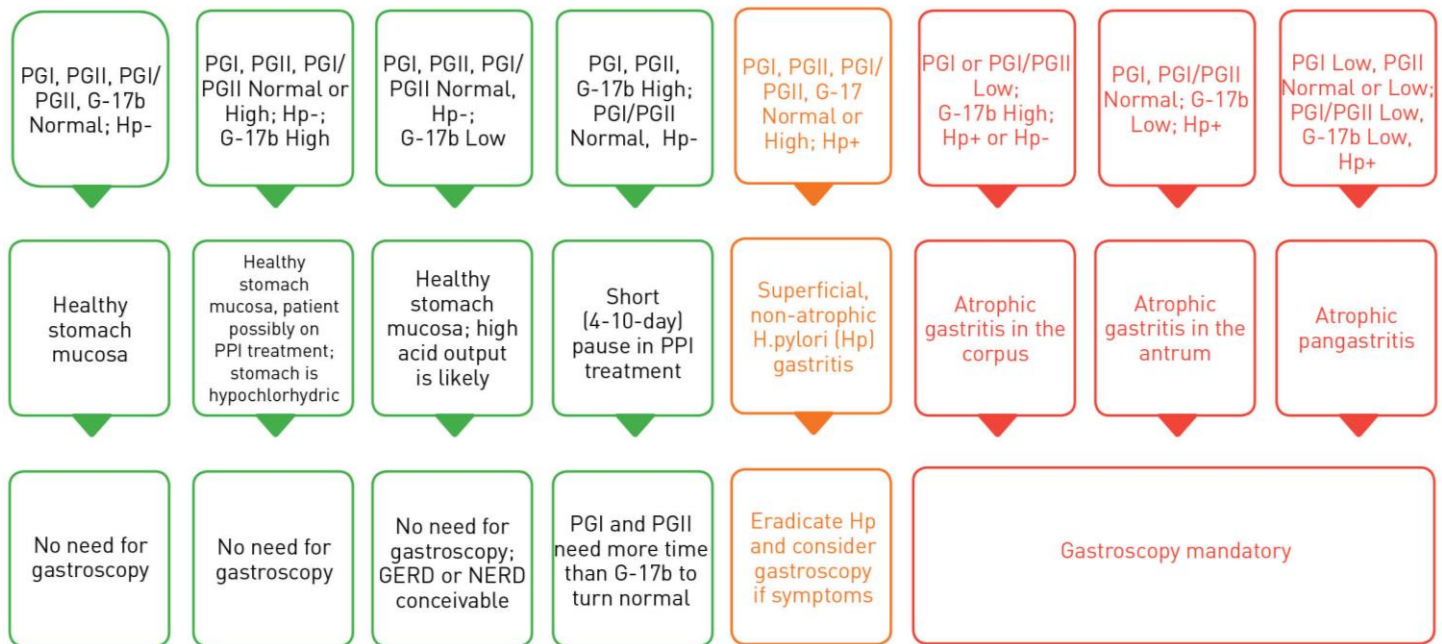 PGI, PGII, PGI/
PGII, G-17b
Normal; Hp-
PGI, PGII, PGI/
PGII Normal or
High; Hp-;
G-17b High
PGI, PGII, PGI/
PGII Normal,
Hp-;
G-17b Low
PGI, PGII,
G-17b High;
PGI/PGII
Normal, Hp-
PGI, PGII, PGI/
PGII, G-17
Normal or
High; Hp+
PGI or PGI/PGII
Low;
G-17b High;
Hp+ or Hp-
PGI, PGI/PGII
Normal; G-17b
Low; Hp+
PGI Low, PGII
Normal or Low;
PGI/PGII Low,
G-17b Low,
Hp+
Healthy
stomach
mucosa
Healthy
stomach
mucosa, patient
possibly on
PPI treatment;
stomach is
hypochlorhydric
Healthy
stomach
mucosa; high
acid output
is likely
Short
(4-10-day)
pause in PPI
treatment
Superficial,
non-atrophic
H.pylori (Hp)
gastritis
Atrophic
gastritis in the
corpus
Atrophic
gastritis in the
antrum
Atrophic
pangastritis
No need for
gastroscopy
No need for
gastroscopy
No need for
gastroscopy;
GERD or NERD
conceivable
PGI and PGII
need more time
than G-17b to
turn normal
Eradicate Hp
and consider
gastroscopy
if symptoms
Gastroscopy mandatory